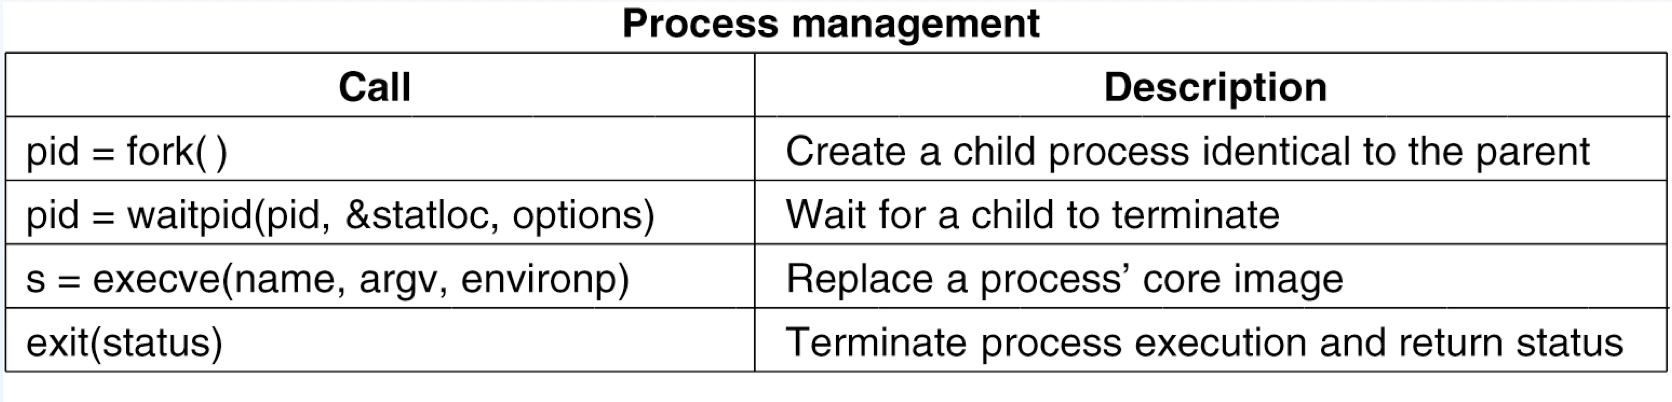 Process management
Call Description
pid = fork( ) Create a child process identical to the parent
pid = waitpid(pid, &statloc, options) Wait for a child to terminate
s = execve(name, argv, environp) Replace a process’ core image
exit(status) Terminate process execution and return status